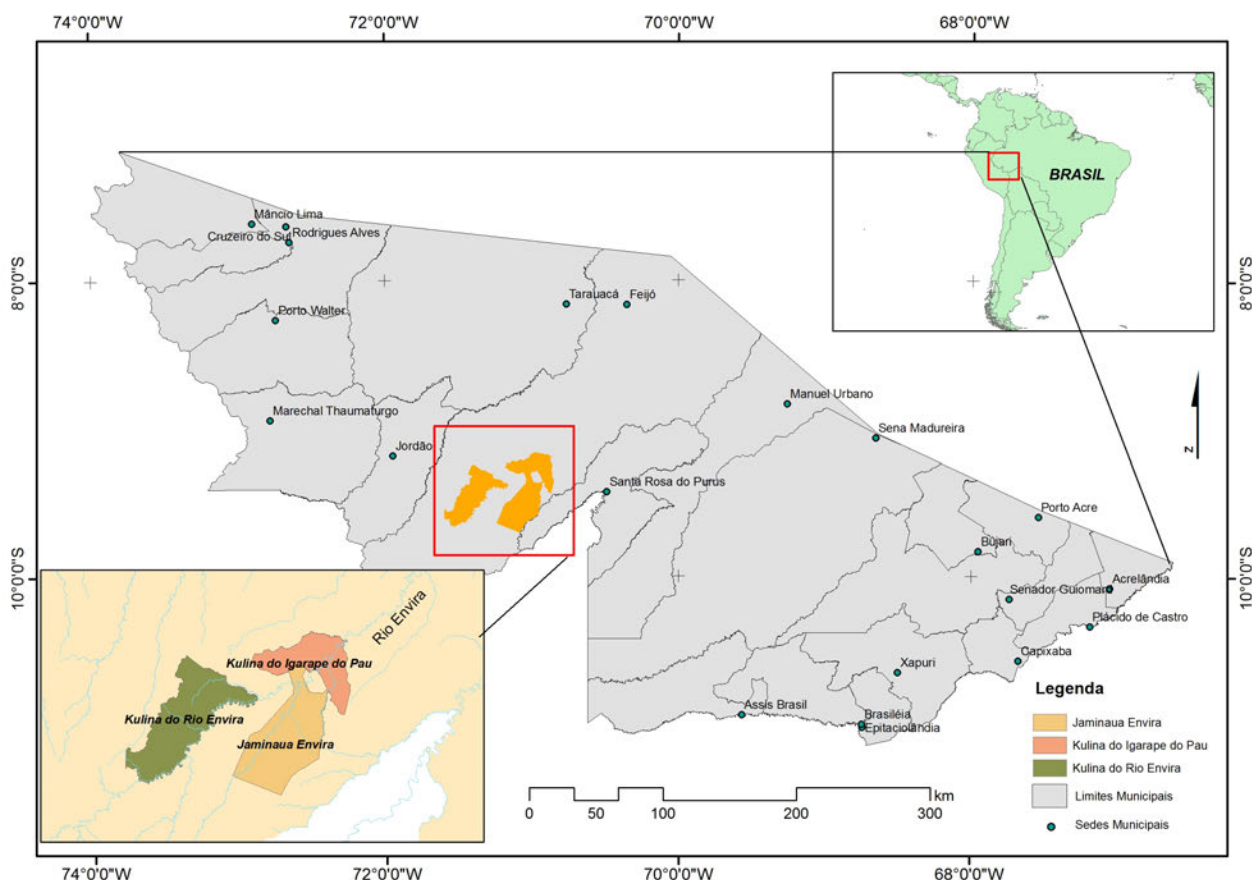 74°0'0"W
72°0'0"W
70°0'0"W
68°0'0"W
BRASIL
Mâncio Lima
Cruzeiro do Sul
Rodrigues Alves
8°0'0"S
8°0'0"S
Tarauacá
Feijó
Porto Walter
Manuel Urbano
Marechal Thaumaturgo
Sena Madureira
Jordão
z
Santa Rosa do Purus
Porto Acre
Bujari
10°0'0"S
10°0'0"S
Acrelândia
Senador Guiomard
Plácido de Castro
Rio Envira
Kulina do Igarape do Pau
Capixaba
Xapuri
Legenda
Kulina do Rio Envira
Assis Brasil
Brasiléia
Epitaciolândia
Jaminaua Envira
Jaminaua Envira
Kulina do Igarape do Pau
Kulina do Rio Envira
Limites Municipais
Sedes Municipais
km
0 50 100 200 300
74°0'0"W
72°0'0"W
70°0'0"W
68°0'0"W